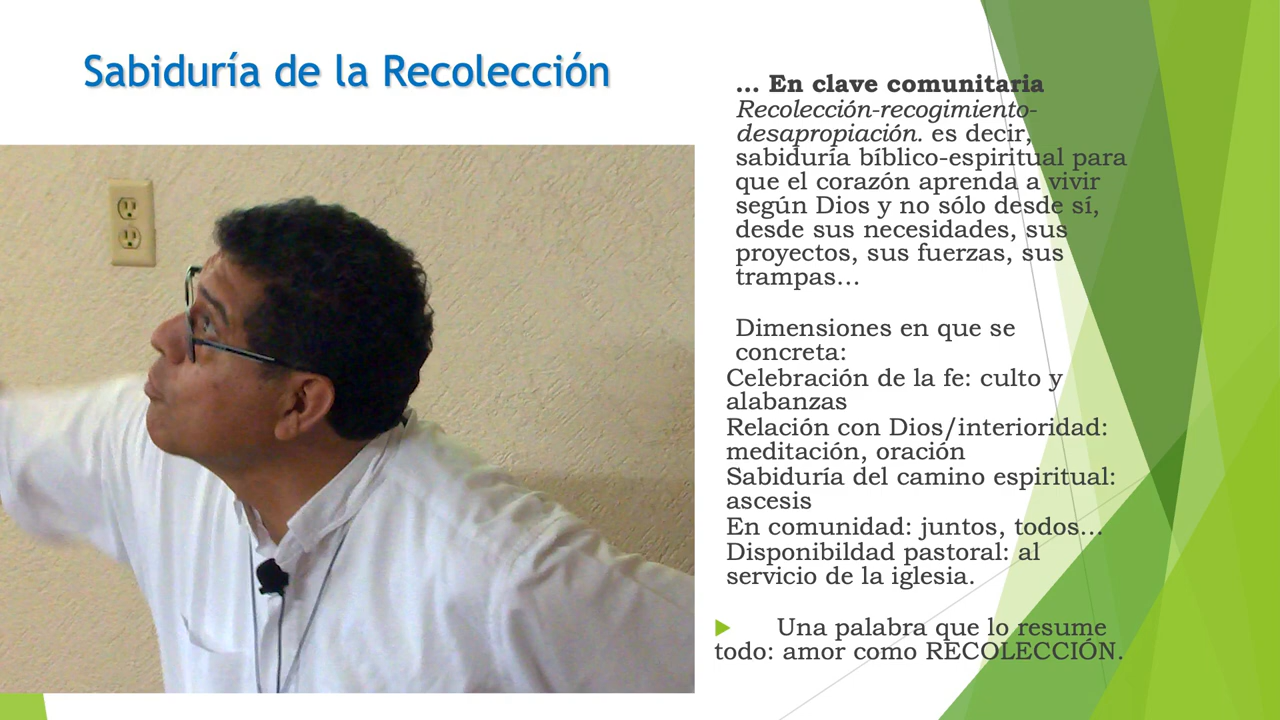 Sabiduría de la Recolección
… En clave comunitaria
Recolección-recogimiento-
desapropiación. es decir,
sabiduría bíblico-espiritual para
que el corazón aprenda a vivir
según Dios y no sólo desde sí,
desde sus necesidades, sus
proyectos, sus fuerzas, sus
trampas…
Dimensiones en que se
concreta:
Celebración de la fe: culto y
alabanzas
Relación con Dios/interioridad:
meditación, oración
Sabiduría del camino espiritual:
ascesis
En comunidad: juntos, todos…
Disponibildad pastoral: al
servicio de la iglesia.
Una palabra que lo resume
todo: amor como RECOLECCIÓN.